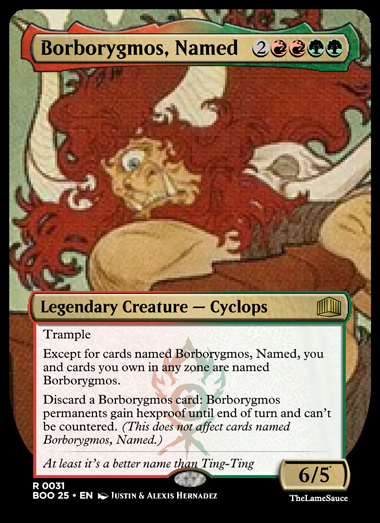 Borborygmos, Named 2
Legendary Creature — Cyclops
Trample
Except for cards named Borborygmos, Named, you
and cards you own in any zone are named
Borborygmos.
Discard a Borborygmos card: Borborygmos
permanents gain hexproof until end of turn and can't
be countered. (This does not affect cards named
Borborygmos, Named.)
At least it's a better name than Ting-Ting
6/5
R 0031
BOO 25 • EN Justin & Alexis Hernadez
TheLameSauce